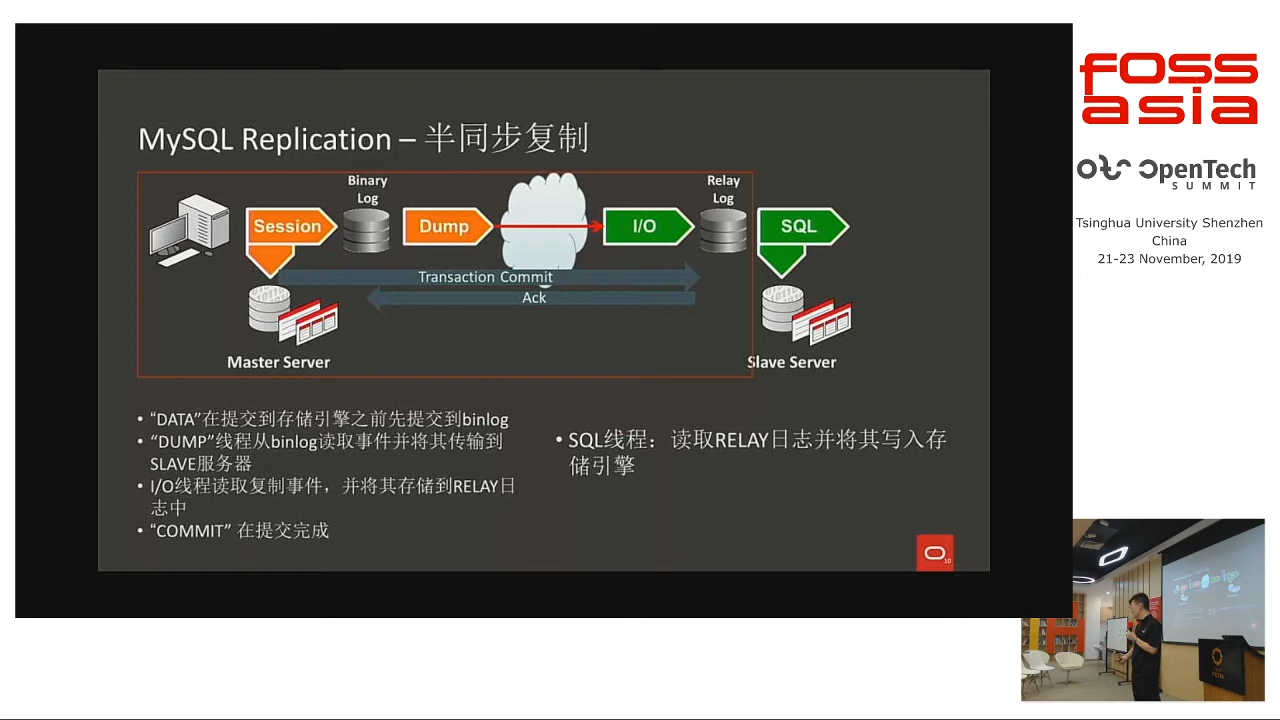 MySQL Replication – 半同步复制
Binary
Log
Relay
Log
Session
Dump
I/O
SQL
Transaction Commit
Ack
Master Server
Slave Server
• “DATA”在提交到存储引擎之前先提交到binlog
• “DUMP”线程从binlog读取事件并将其传输到
SLAVE服务器
• I/O线程读取复制事件，并将其存储到RELAY日
志中
• “COMMIT” 在提交完成
• SQL线程：读取RELAY日志并将其写入存
储引擎
10
FOSS
asia
OpenTech
SUMMIT
Tsinghua University Shenzhen
China
21-23 November, 2019